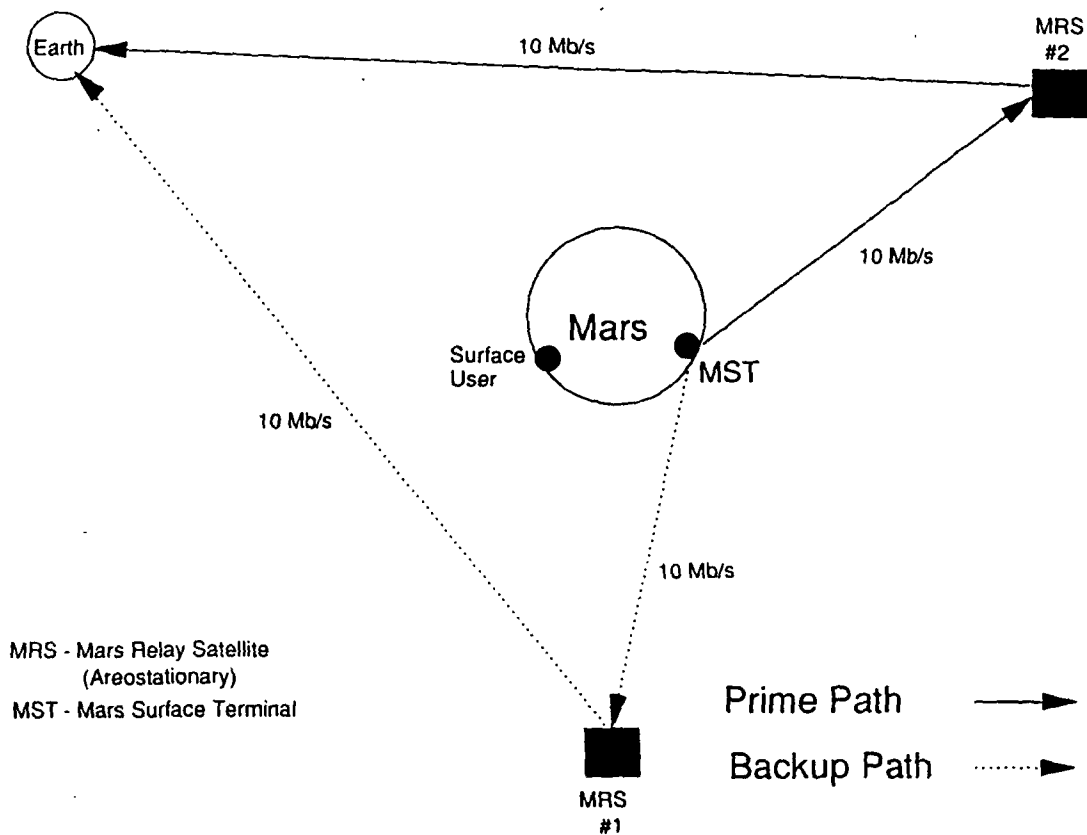 Earth
10 Mb/s
MRS
#2
10 Mb/s
Mars
Surface
User
MST
10 Mb/s
10 Mb/s
MRS - Mars Relay Satellite
(Areostationary)
MST - Mars Surface Terminal
Prime Path
Backup Path
MRS
#1